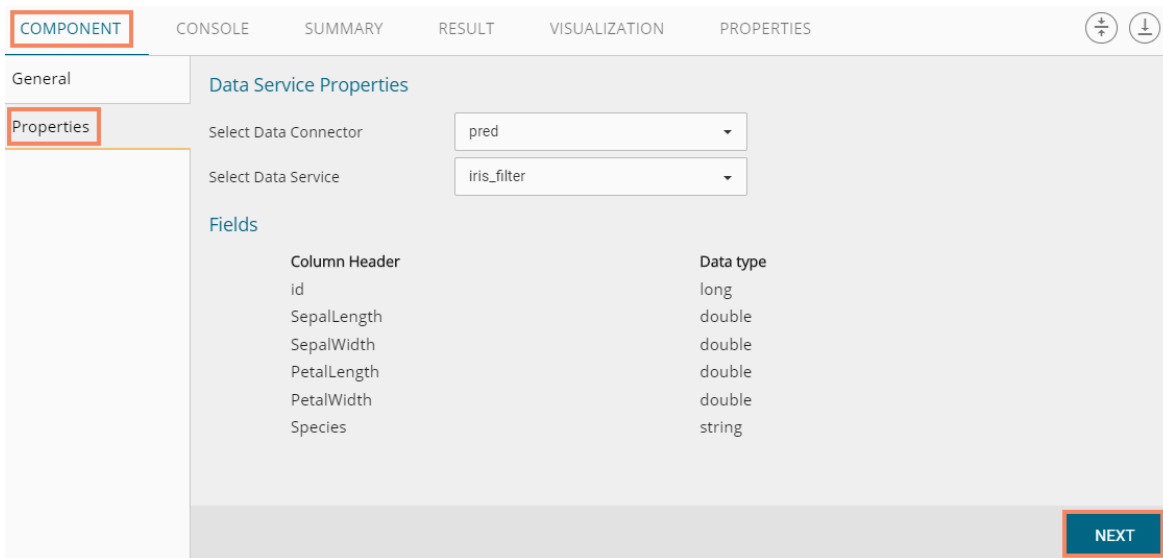 COMPONENT CONSOLE SUMMARY RESULT VISUALIZATION PROPERTIES
General
Properties
Data Service Properties
Select Data Connector pred
Select Data Service iris_filter
Fields
Column Header Data type
id long
SepalLength double
SepalWidth double
PetalLength double
PetalWidth double
Species string
NEXT